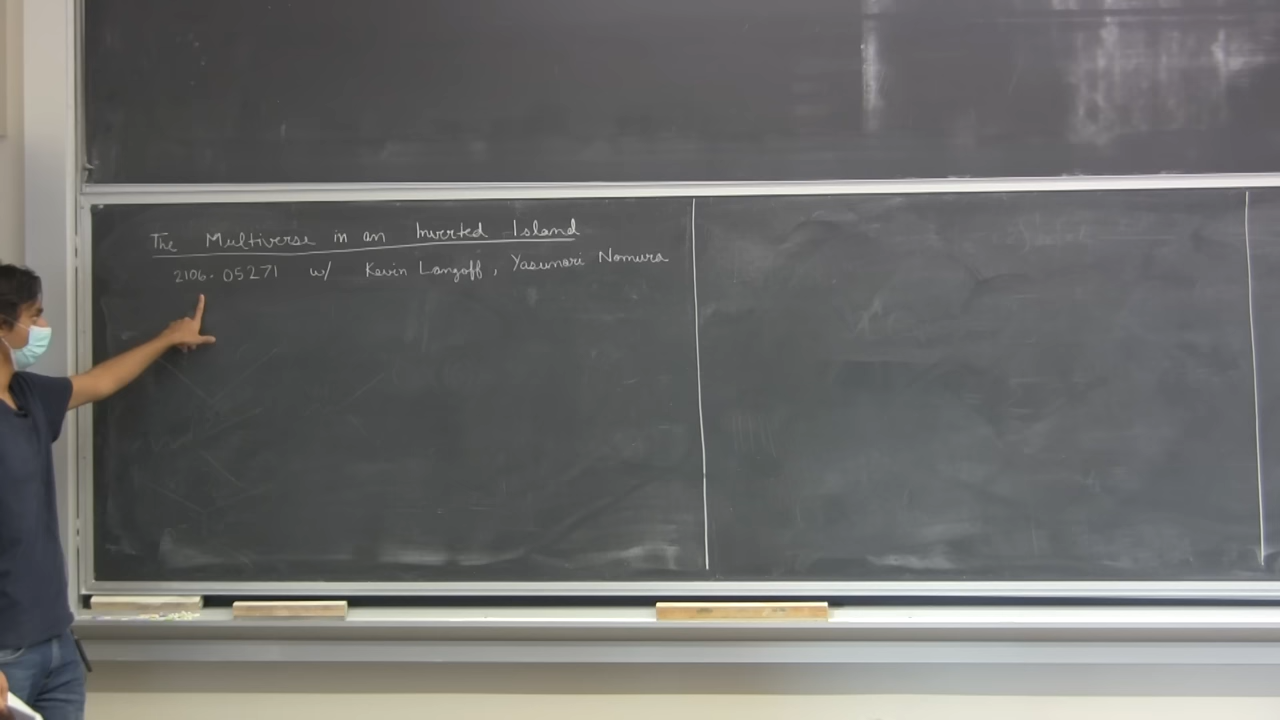 The Multiverse in an Inverted Island
2106.05271 w/ Kevin Langoff, Yasunori Nomura